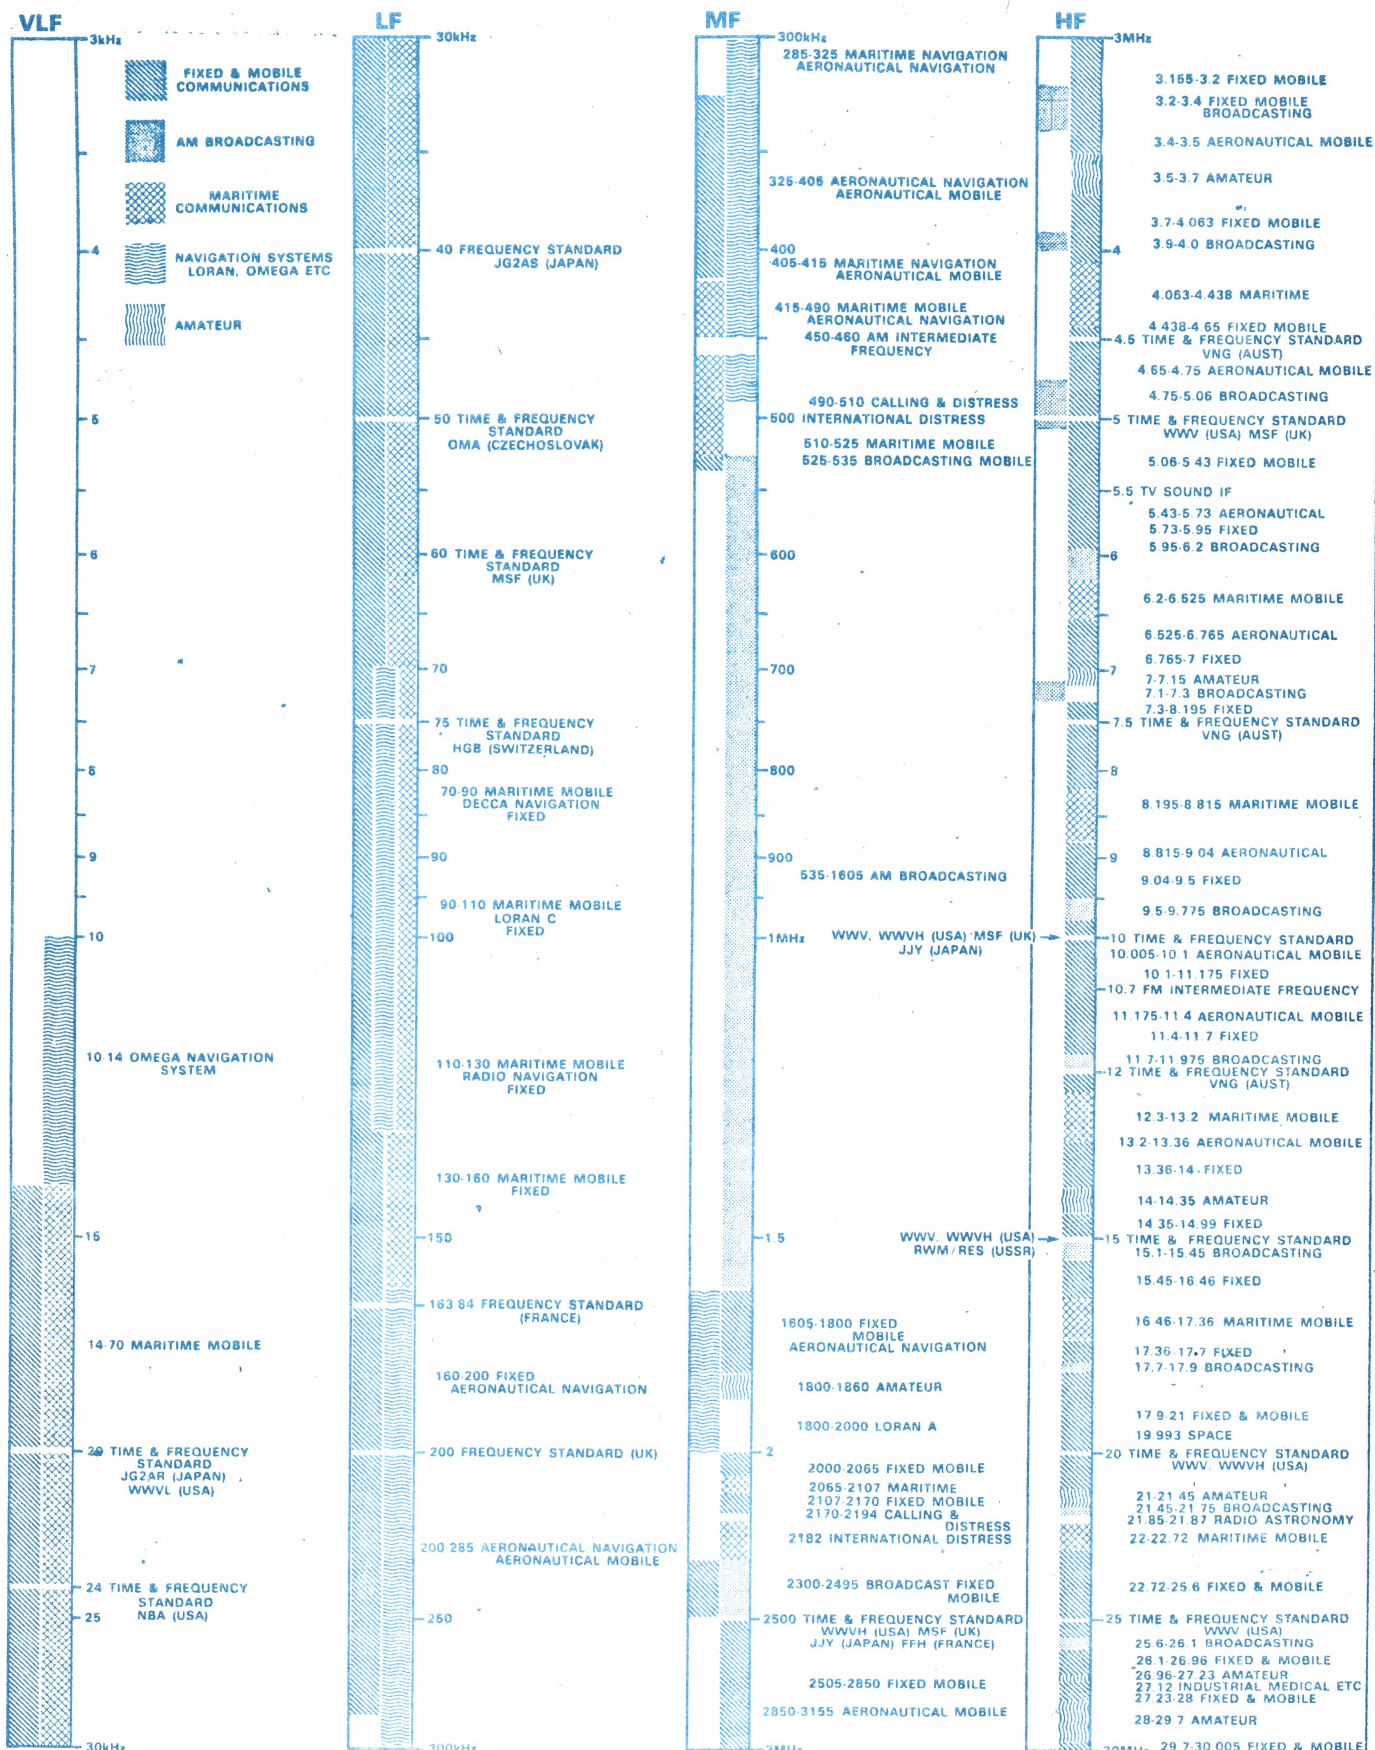 VLF
3kHz
FIXED & MOBILE
COMMUNICATIONS
AM BROADCASTING
MARITIME
COMMUNICATIONS
NAVIGATION SYSTEMS
LORAN, OMEGA ETC
AMATEUR
4
5
6
7
8
9
10
10-14 OMEGA NAVIGATION
SYSTEM
15
14-70 MARITIME MOBILE
20 TIME & FREQUENCY
STANDARD
JG2AR (JAPAN)
WWVL (USA)
24 TIME & FREQUENCY
STANDARD
NBA (USA)
25
30kHz
LF
30kHz
40 FREQUENCY STANDARD
JG2AS (JAPAN)
50 TIME & FREQUENCY
STANDARD
OMA (CZECHOSLOVAK)
60 TIME & FREQUENCY
STANDARD
MSF (UK)
70
75 TIME & FREQUENCY
STANDARD
HGB (SWITZERLAND)
80
70-90 MARITIME MOBILE
DECCA NAVIGATION
FIXED
90
90-110 MARITIME MOBILE
LORAN C
FIXED
100
110-130 MARITIME MOBILE
RADIO NAVIGATION
FIXED
130-160 MARITIME MOBILE
FIXED
150
163.84 FREQUENCY STANDARD
(FRANCE)
160-200 FIXED
AERONAUTICAL NAVIGATION
200 FREQUENCY STANDARD (UK)
200-285 AERONAUTICAL NAVIGATION
AERONAUTICAL MOBILE
250
300kHz
MF
300kHz
285-325 MARITIME NAVIGATION
AERONAUTICAL NAVIGATION
325-405 AERONAUTICAL NAVIGATION
AERONAUTICAL MOBILE
400
405-415 MARITIME NAVIGATION
AERONAUTICAL MOBILE
415-490 MARITIME MOBILE
AERONAUTICAL NAVIGATION
450-460 AM INTERMEDIATE
FREQUENCY
490-510 CALLING & DISTRESS
500 INTERNATIONAL DISTRESS
510-525 MARITIME MOBILE
525-535 BROADCASTING MOBILE
600
700
800
900
535-1605 AM BROADCASTING
1MHz
1.5
1605-1800 FIXED
MOBILE
AERONAUTICAL NAVIGATION
1800-1860 AMATEUR
1800-2000 LORAN A
2
2000-2065 FIXED MOBILE
2065-2107 MARITIME
2107-2170 FIXED MOBILE
2170-2194 CALLING &
DISTRESS
2182 INTERNATIONAL DISTRESS
2300-2495 BROADCAST FIXED
MOBILE
2500 TIME & FREQUENCY STANDARD
WWVH (USA) MSF (UK)
JJY (JAPAN) FFH (FRANCE)
2505-2850 FIXED MOBILE
2850-3155 AERONAUTICAL MOBILE
3MHz
HF
3MHz
3.155-3.2 FIXED MOBILE
3.2-3.4 FIXED MOBILE
BROADCASTING
3.4-3.5 AERONAUTICAL MOBILE
3.5-3.7 AMATEUR
3.7-4.063 FIXED MOBILE
3.9-4.0 BROADCASTING
4
4.063-4.438 MARITIME
4.438-4.65 FIXED MOBILE
4.5 TIME & FREQUENCY STANDARD
VNG (AUST)
4.65-4.75 AERONAUTICAL MOBILE
4.75-5.06 BROADCASTING
5 TIME & FREQUENCY STANDARD
WWV (USA) MSF (UK)
5.06-5.43 FIXED MOBILE
5.5 TV SOUND IF
5.43-5.73 AERONAUTICAL
5.73-5.95 FIXED
5.95-6.2 BROADCASTING
6
6.2-6.525 MARITIME MOBILE
6.525-6.765 AERONAUTICAL
6.765-7 FIXED
7
7-7.15 AMATEUR
7.1-7.3 BROADCASTING
7.3-8.195 FIXED
7.5 TIME & FREQUENCY STANDARD
VNG (AUST)
8
8.195-8.815 MARITIME MOBILE
8.815-9.04 AERONAUTICAL
9
9.04-9.5 FIXED
9.5-9.775 BROADCASTING
WWV, WWVH (USA) MSF (UK)
JJY (JAPAN)
10 TIME & FREQUENCY STANDARD
10.005-10.1 AERONAUTICAL MOBILE
10.1-11.175 FIXED
10.7 FM INTERMEDIATE FREQUENCY
11.175-11.4 AERONAUTICAL MOBILE
11.4-11.7 FIXED
11.7-11.975 BROADCASTING
12 TIME & FREQUENCY STANDARD
VNG (AUST)
12.3-13.2 MARITIME MOBILE
13.2-13.36 AERONAUTICAL MOBILE
13.36-14 FIXED
14-14.35 AMATEUR
14.35-14.99 FIXED
WWV, WWVH (USA)
RWM/RES (USSR)
15 TIME & FREQUENCY STANDARD
15.1-15.45 BROADCASTING
15.45-16.46 FIXED
16.46-17.36 MARITIME MOBILE
17.36-17.7 FIXED
17.7-17.9 BROADCASTING
17.9-21 FIXED & MOBILE
19.993 SPACE
20 TIME & FREQUENCY STANDARD
WWV, WWVH (USA)
21-21.45 AMATEUR
21.45-21.75 BROADCASTING
21.85-21.87 RADIO ASTRONOMY
22-22.72 MARITIME MOBILE
22.72-25.6 FIXED & MOBILE
25 TIME & FREQUENCY STANDARD
WWV (USA)
25.6-26.1 BROADCASTING
26.1-26.96 FIXED & MOBILE
26.96-27.23 AMATEUR
27.12 INDUSTRIAL MEDICAL ETC
27.23-28 FIXED & MOBILE
28-29.7 AMATEUR
30MHz
29.7-30.005 FIXED & MOBILE